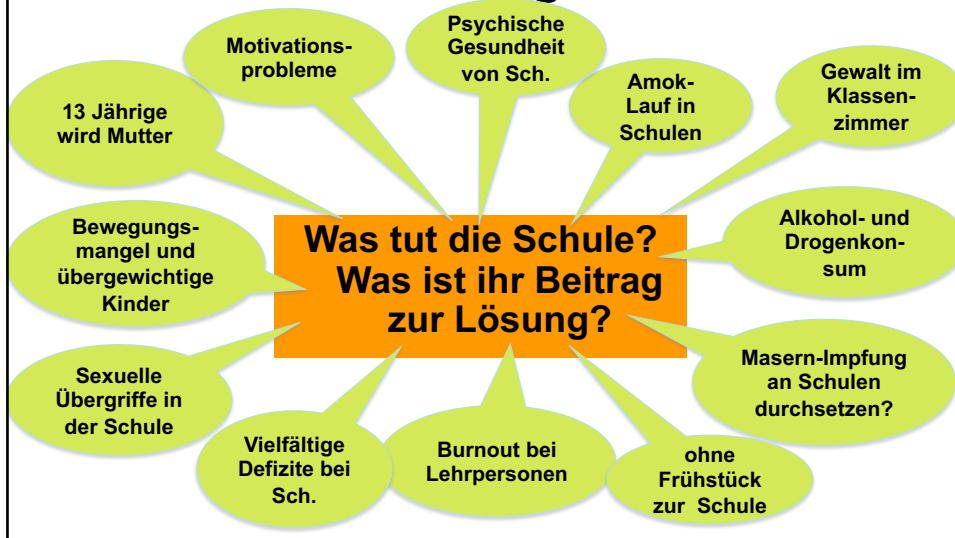 Psychische
Gesundheit
von Sch.
Motivations-
probleme
Amok-
Lauf in
Schulen
Gewalt im
Klassen-
zimmer
13 Jährige
wird Mutter
Bewegungs-
mangel und
übergewichtige
Kinder
Was tut die Schule?
Was ist ihr Beitrag
zur Lösung?
Alkohol- und
Drogenkon-
sum
Sexuelle
Übergriffe in
der Schule
Masern-Impfung
an Schulen
durchsetzen?
Vielfältige
Defizite bei
Sch.
Burnout bei
Lehrpersonen
ohne
Frühstück
zur Schule